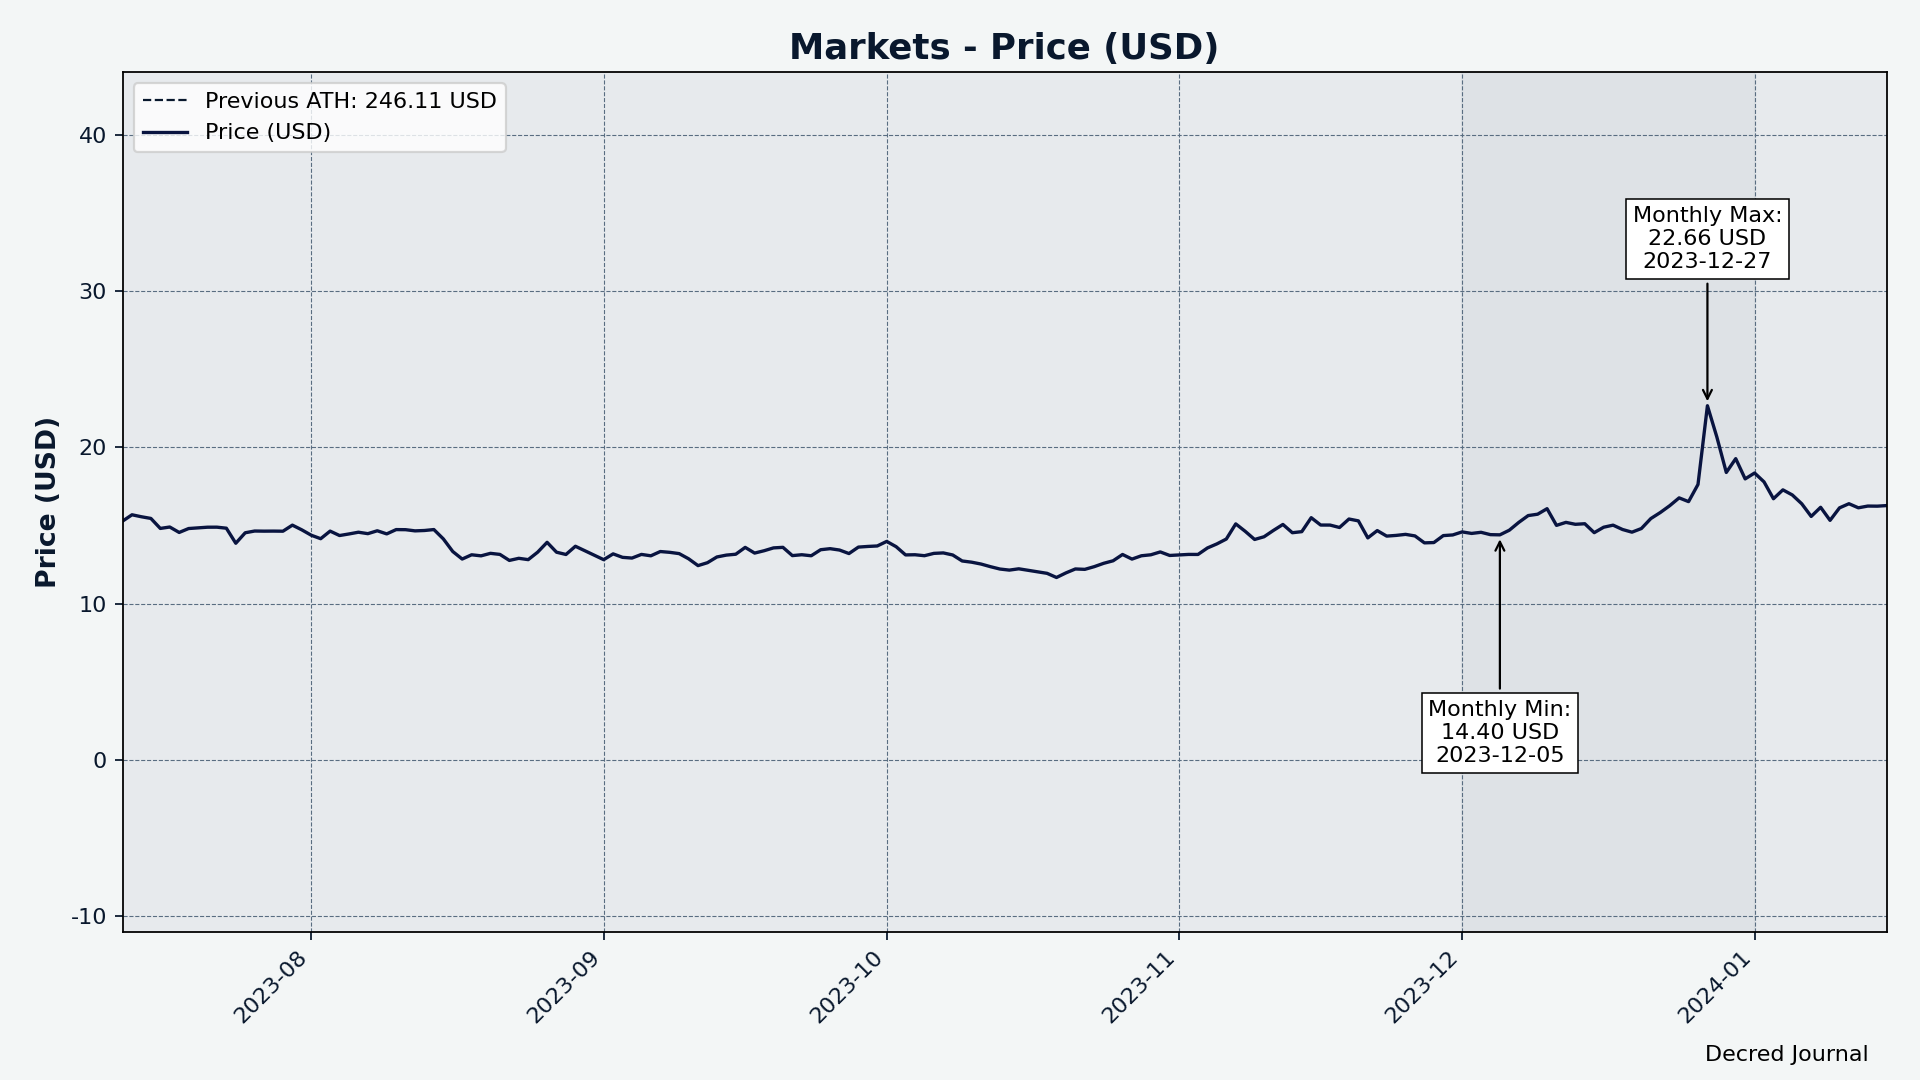 Markets - Price (USD)
Previous ATH: 246.11 USD
Price (USD)
Price (USD)
40
30
20
10
0
-10
Monthly Max:
22.66 USD
2023-12-27
Monthly Min:
14.40 USD
2023-12-05
2023-08
2023-09
2023-10
2023-11
2023-12
2024-01
Decred Journal